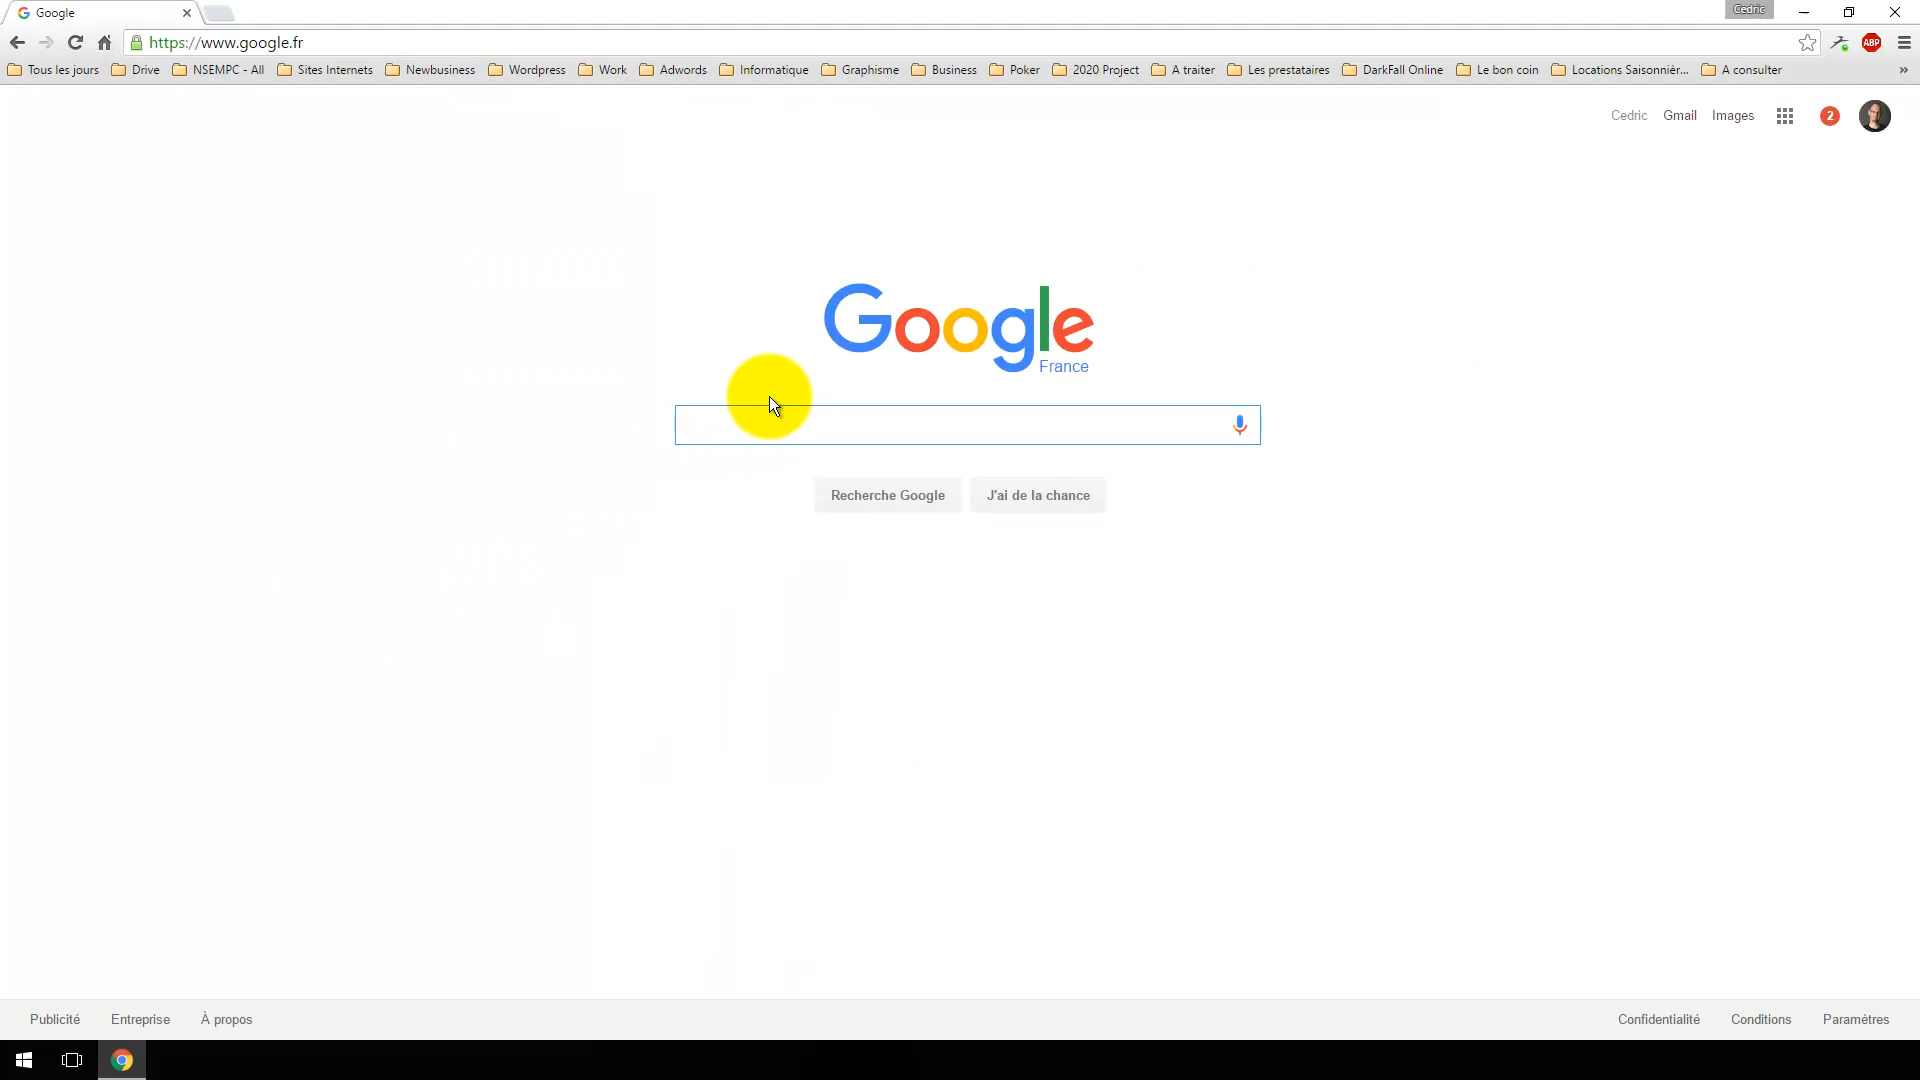 Google
Cedric
https://www.google.fr
Tous les jours Drive NSEMPC - All Sites Internets Newbusiness Wordpress Work Adwords Informatique Graphisme Business Poker 2020 Project A traiter Les prestataires DarkFall Online Le bon coin Locations Saisonnièr... A consulter »
ABP
Cedric Gmail Images 2
Google
France
Recherche Google J'ai de la chance
Publicité Entreprise À propos Confidentialité Conditions Paramètres